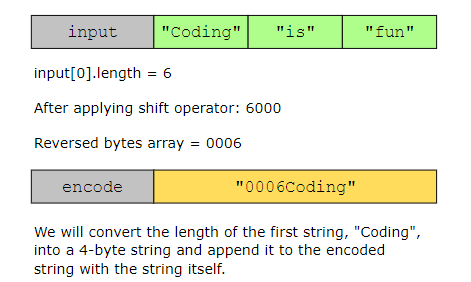 input "Coding" "is" "fun"
input[0].length = 6
After applying shift operator: 6000
Reversed bytes array = 0006
encode "0006Coding"
We will convert the length of the first string, "Coding",
into a 4-byte string and append it to the encoded
string with the string itself.